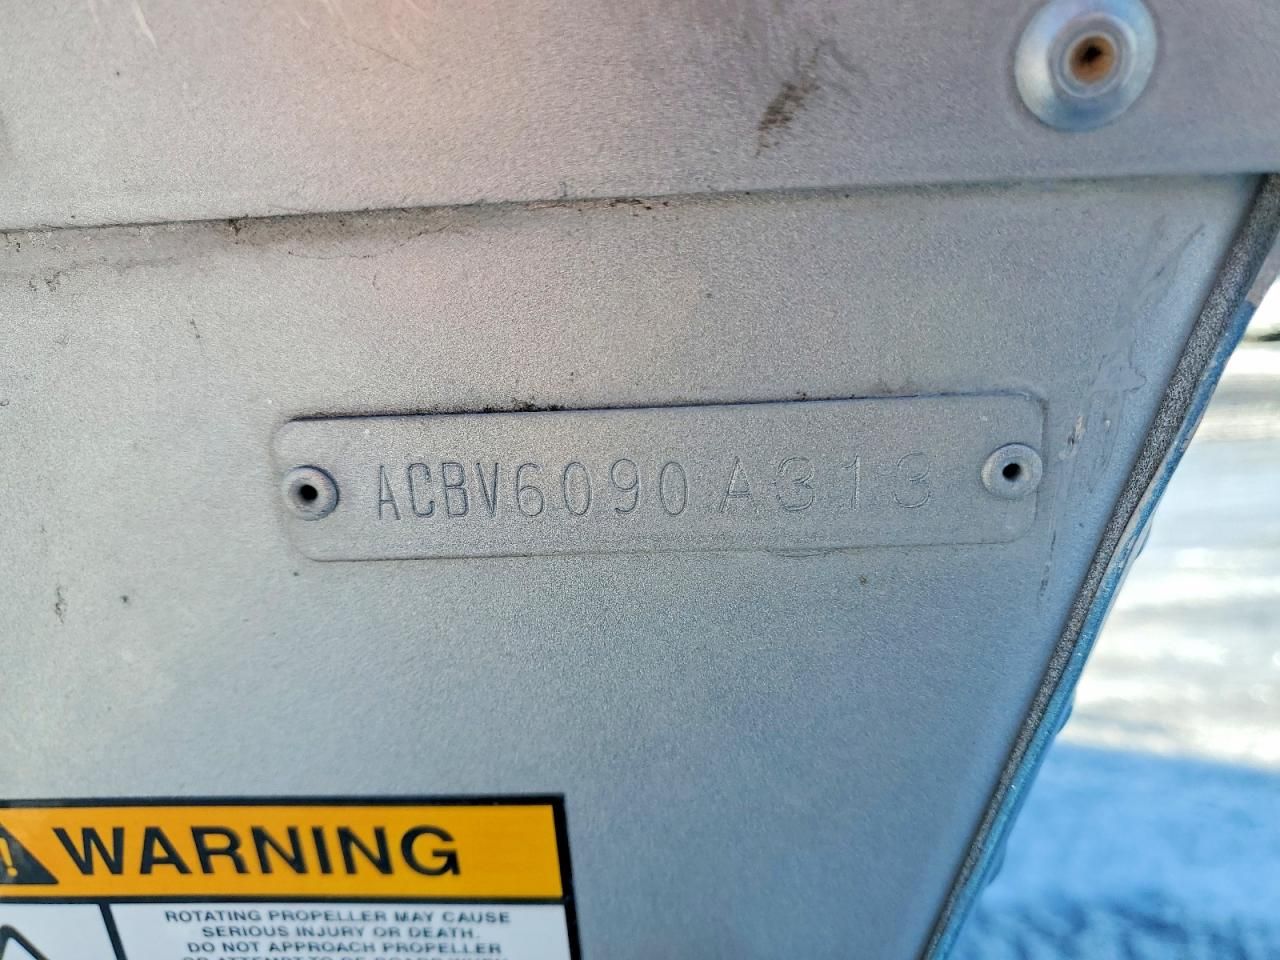 ACBV6090A313
WARNING
ROTATING PROPELLER MAY CAUSE
SERIOUS INJURY OR DEATH.
DO NOT APPROACH PROPELLER